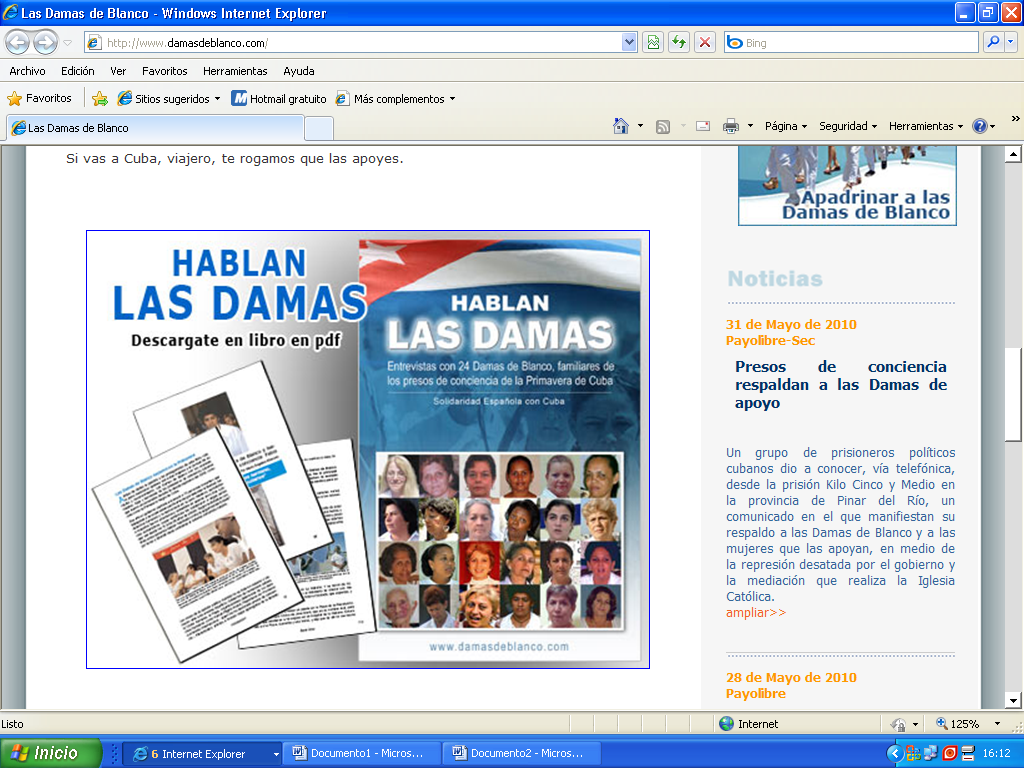 Las Damas de Blanco - Windows Internet Explorer
http://www.damasdeblanco.com/
Bing
Archivo Edición Ver Favoritos Herramientas Ayuda
Favoritos Sitios sugeridos Hotmail gratuito Más complementos
Las Damas de Blanco
Página Seguridad Herramientas
Si vas a Cuba, viajero, te rogamos que las apoyes.
HABLAN
LAS DAMAS
Descargate en libro en pdf
HABLAN
LAS DAMAS
Entrevistas con 24 Damas de Blanco, familiares de
los presos de conciencia de la Primavera de Cuba
Solidaridad Española con Cuba
www.damasdeblanco.com
Apadrinar a las
Damas de Blanco
Noticias
31 de Mayo de 2010
Payolibre-Sec
Presos de conciencia
respaldan a las Damas de
apoyo
Un grupo de prisioneros políticos
cubanos dio a conocer, vía telefónica,
desde la prisión Kilo Cinco y Medio en
la provincia de Pinar del Río, un
comunicado en el que manifiestan su
respaldo a las Damas de Blanco y a las
mujeres que las apoyan, en medio de
la represión desatada por el gobierno y
la mediación que realiza la Iglesia
Católica.
ampliar>>
28 de Mayo de 2010
Payolibre
Listo
Internet
125%
Inicio
6 Internet Explorer
Documento1 - Micros...
Documento2 - Micros...
16:12